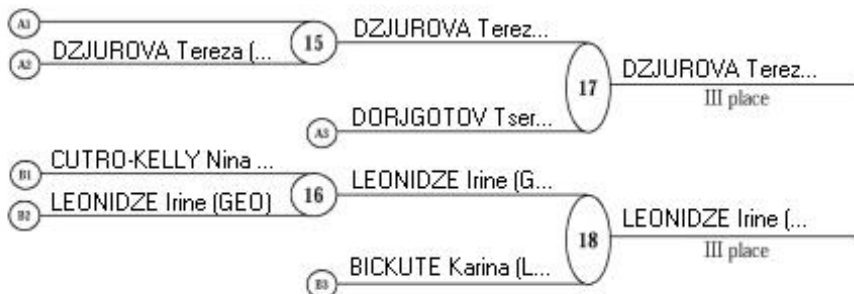 A1
DZJUROVA Tereza (...
A2
15
DZJUROVA Terez...
DORJGOTOV Tser...
A3
17
DZJUROVA Terez...
III place
CUTRO-KELLY Nina ...
B1
LEONIDZE Irine (GEO)
B2
16
LEONIDZE Irine (G...
BICKUTE Karina (L...
B3
18
LEONIDZE Irine (...
III place